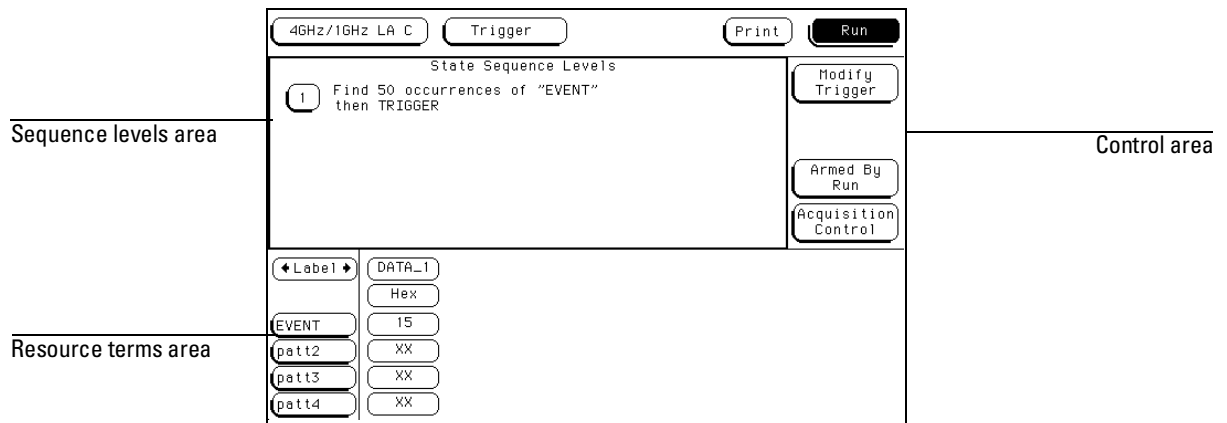 4GHz/1GHz LA C Trigger Print Run
State Sequence Levels
1 Find 50 occurrences of "EVENT"
then TRIGGER
Modify
Trigger
Armed By
Run
Acquisition
Control
Sequence levels area
Control area
Label DATA_1
Hex
EVENT 15
patt2 XX
patt3 XX
patt4 XX
Resource terms area